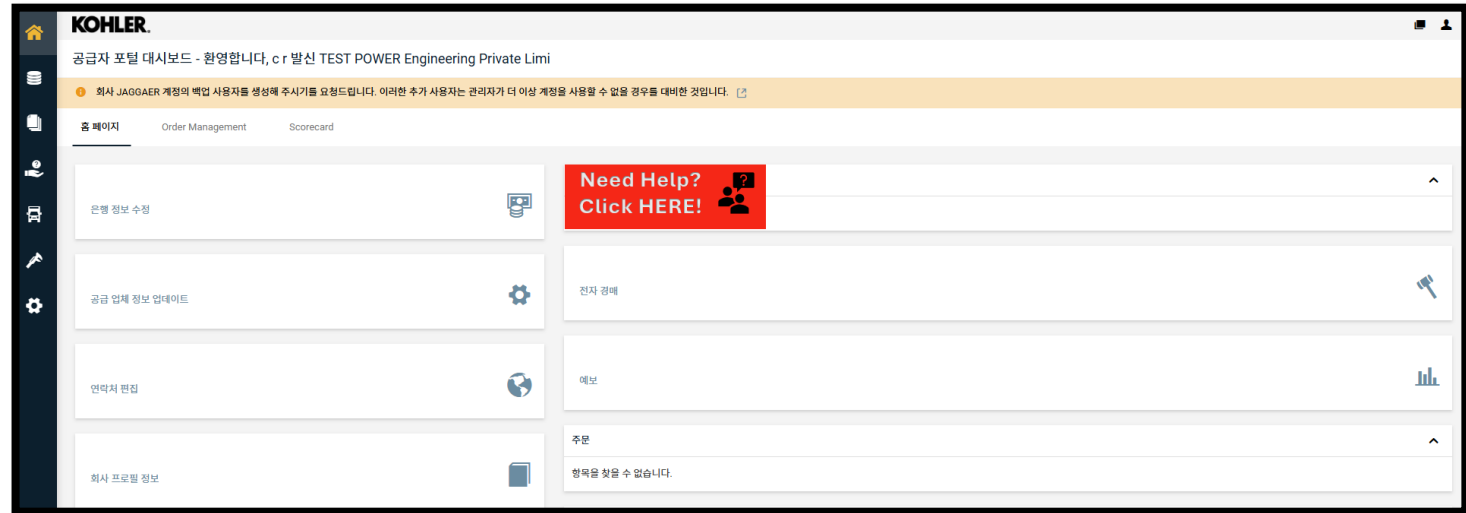 KOHLER.
공급자 포털 대시보드 - 환영합니다, c r 발신 TEST POWER Engineering Private Limi
회사 JAGGAER 계정의 백업 사용자를 생성해 주시기를 요청드립니다. 이러한 추가 사용자는 관리자가 더 이상 계정을 사용할 수 없을 경우를 대비한 것입니다.
홈 페이지 Order Management Scorecard
은행 정보 수정
공급 업체 정보 업데이트
연락처 편집
회사 프로필 정보
Need Help?
Click HERE!
전자 경매
예보
주문
항목을 찾을 수 없습니다.